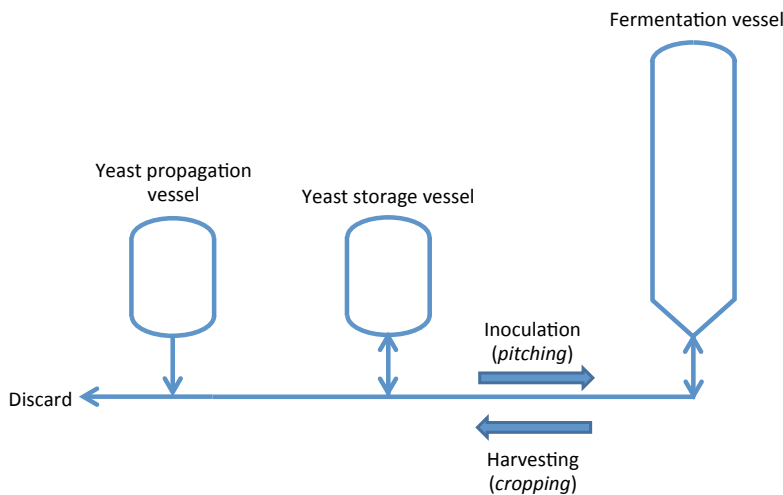 Fermentation vessel
Yeast propagation
vessel
Yeast storage vessel
Inoculation
(pitching)
Discard
Harvesting
(cropping)